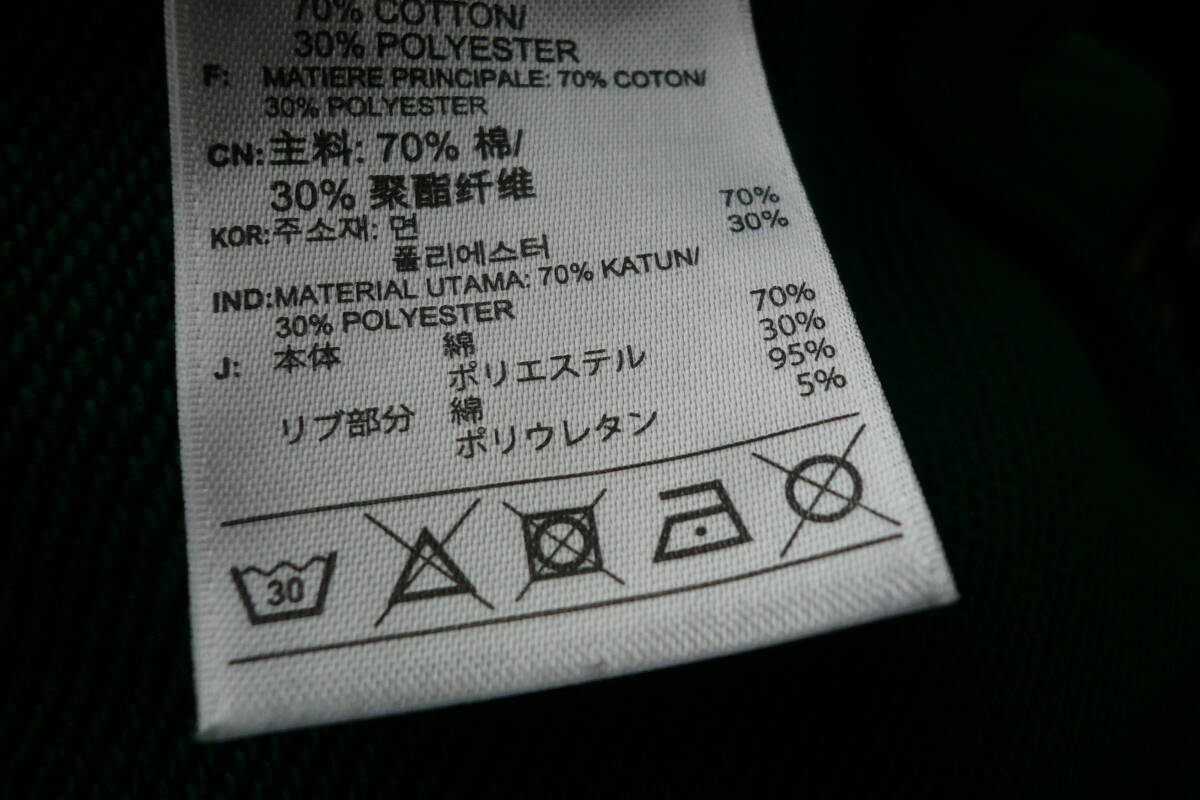 70% COTTON/
30% POLYESTER
F: MATIERE PRINCIPALE: 70% COTON/
30% POLYESTER
CN: 主料: 70% 棉/
30% 聚酯纤维
KOR: 주소재: 면 70%
폴리에스터 30%
IND: MATERIAL UTAMA: 70% KATUN/
30% POLYESTER
J: 本体 綿 70%
ポリエステル 30%
リブ部分 綿 95%
ポリウレタン 5%
30